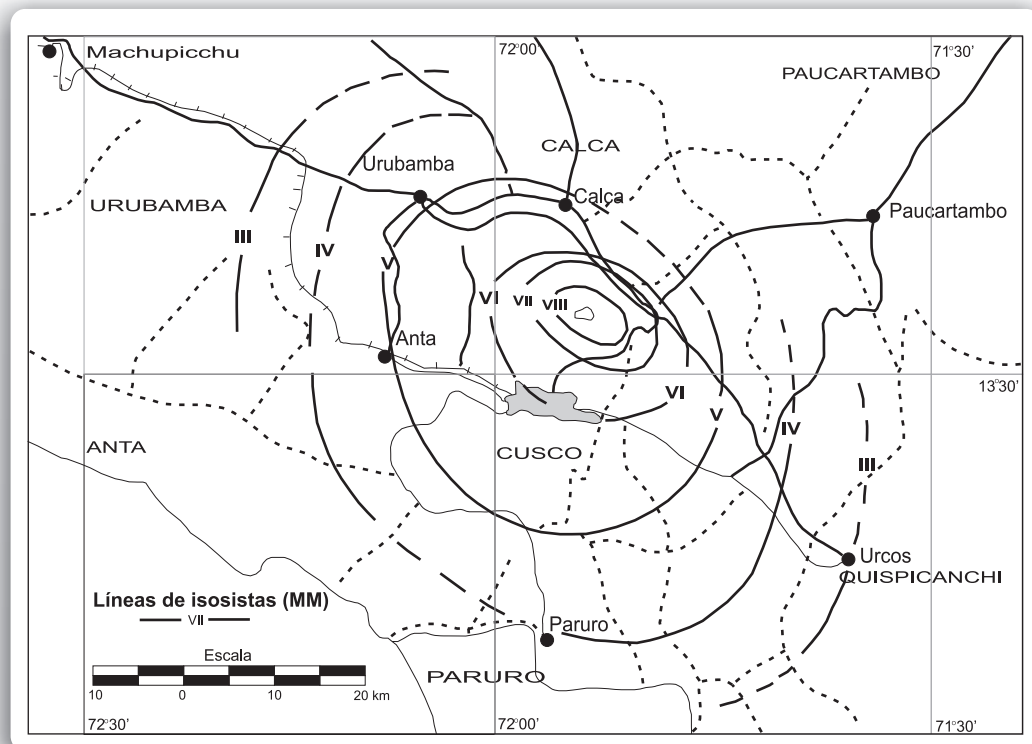 72°00'
71°30'
Machupicchu
PAUCARTAMBO
CALCA
Urubamba
Calca
URUBAMBA
Paucartambo
III
IV
V
VI
VII
VIII
Anta
13°30'
VI
V
IV
ANTA
CUSCO
III
Urcos
QUISPICANCHI
Líneas de isosistas (MM)
VII
Paruro
Escala
PARURO
10 0 10 20 km
72°30'
72°00'
71°30'